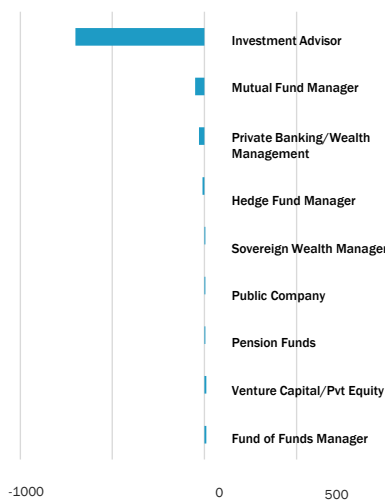 Investment Advisor
Mutual Fund Manager
Private Banking/Wealth
Management
Hedge Fund Manager
Sovereign Wealth Manager
Public Company
Pension Funds
Venture Capital/Pvt Equity
Fund of Funds Manager
-1000 0 500